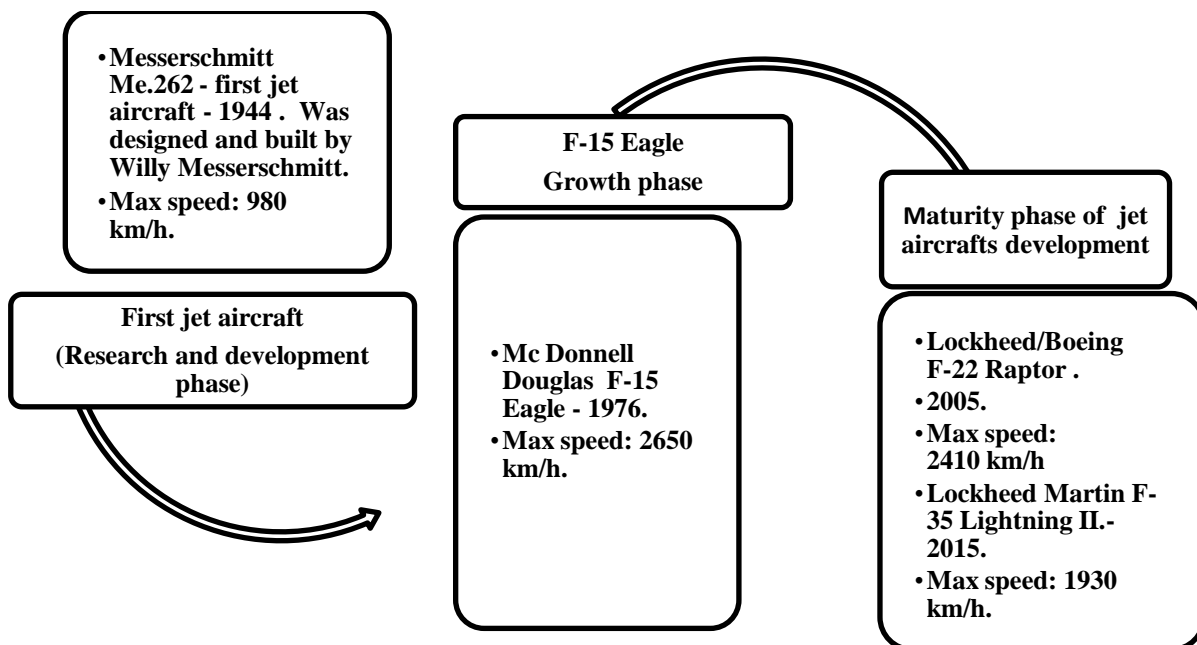 •Messerschmitt
Me.262 - first jet
aircraft - 1944 .  Was
designed and built by
Willy Messerschmitt.
•Max speed: 980
km/h.
First jet aircraft
(Research and development
phase)
F-15 Eagle
Growth phase
•Mc Donnell
Douglas  F-15
Eagle - 1976.
•Max speed: 2650
km/h.
Maturity phase of  jet
aircrafts development
•Lockheed/Boeing
F-22 Raptor .
•2005.
•Max speed:
2410 km/h
•Lockheed Martin F-
35 Lightning II.-
2015.
•Max speed: 1930
km/h.